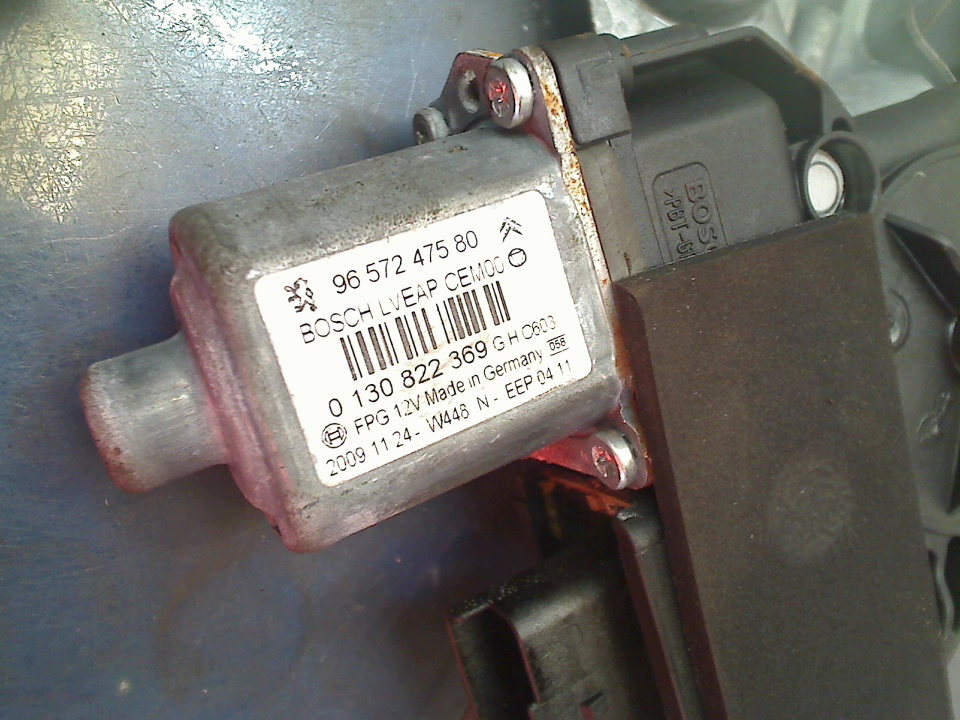 96 572 475 80
BOSCH LVEAP CEM00
0 130 822 369 G H C603
FPG 12V Made in Germany 056
2009 11 24 - W448 N - EEP 04 11
BOSCH
>PBT-G